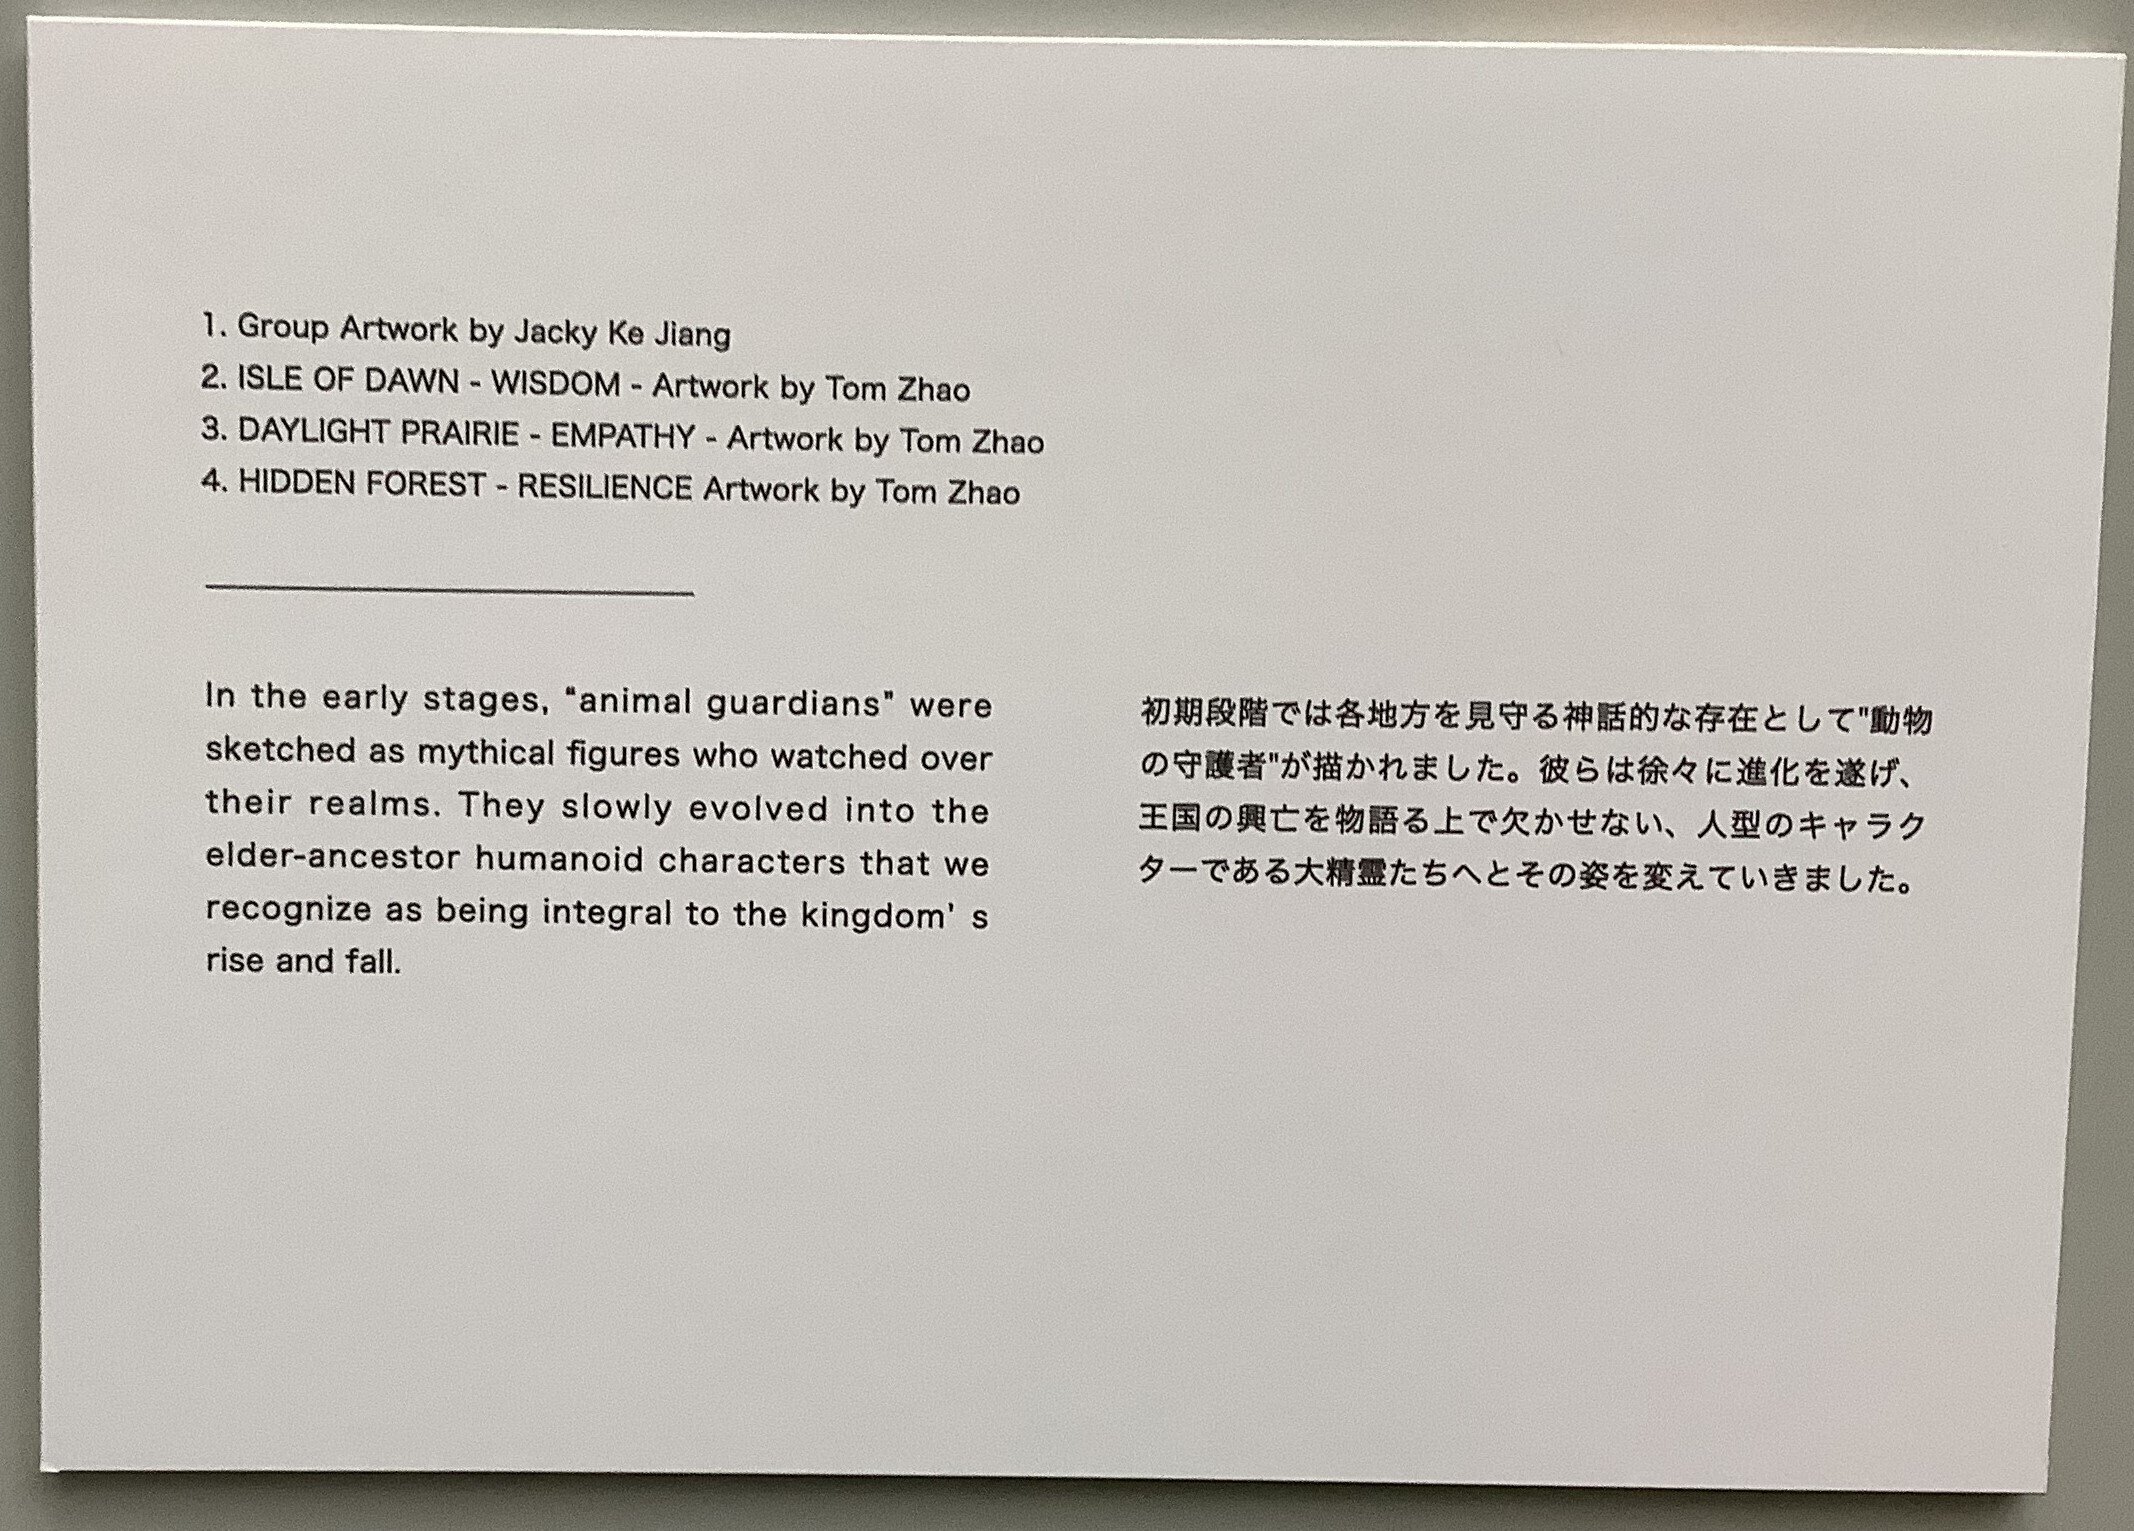 1. Group Artwork by Jacky Ke Jiang
2. ISLE OF DAWN - WISDOM - Artwork by Tom Zhao
3. DAYLIGHT PRAIRIE - EMPATHY - Artwork by Tom Zhao
4. HIDDEN FOREST - RESILIENCE Artwork by Tom Zhao
In the early stages, “animal guardians” were
sketched as mythical figures who watched over
their realms. They slowly evolved into the
elder-ancestor humanoid characters that we
recognize as being integral to the kingdom' s
rise and fall.
初期段階では各地方を見守る神話的な存在として"動物
の守護者"が描かれました。彼らは徐々に進化を遂げ、
王国の興亡を物語る上で欠かせない、人型のキャラク
ターである大精霊たちへとその姿を変えていきました。